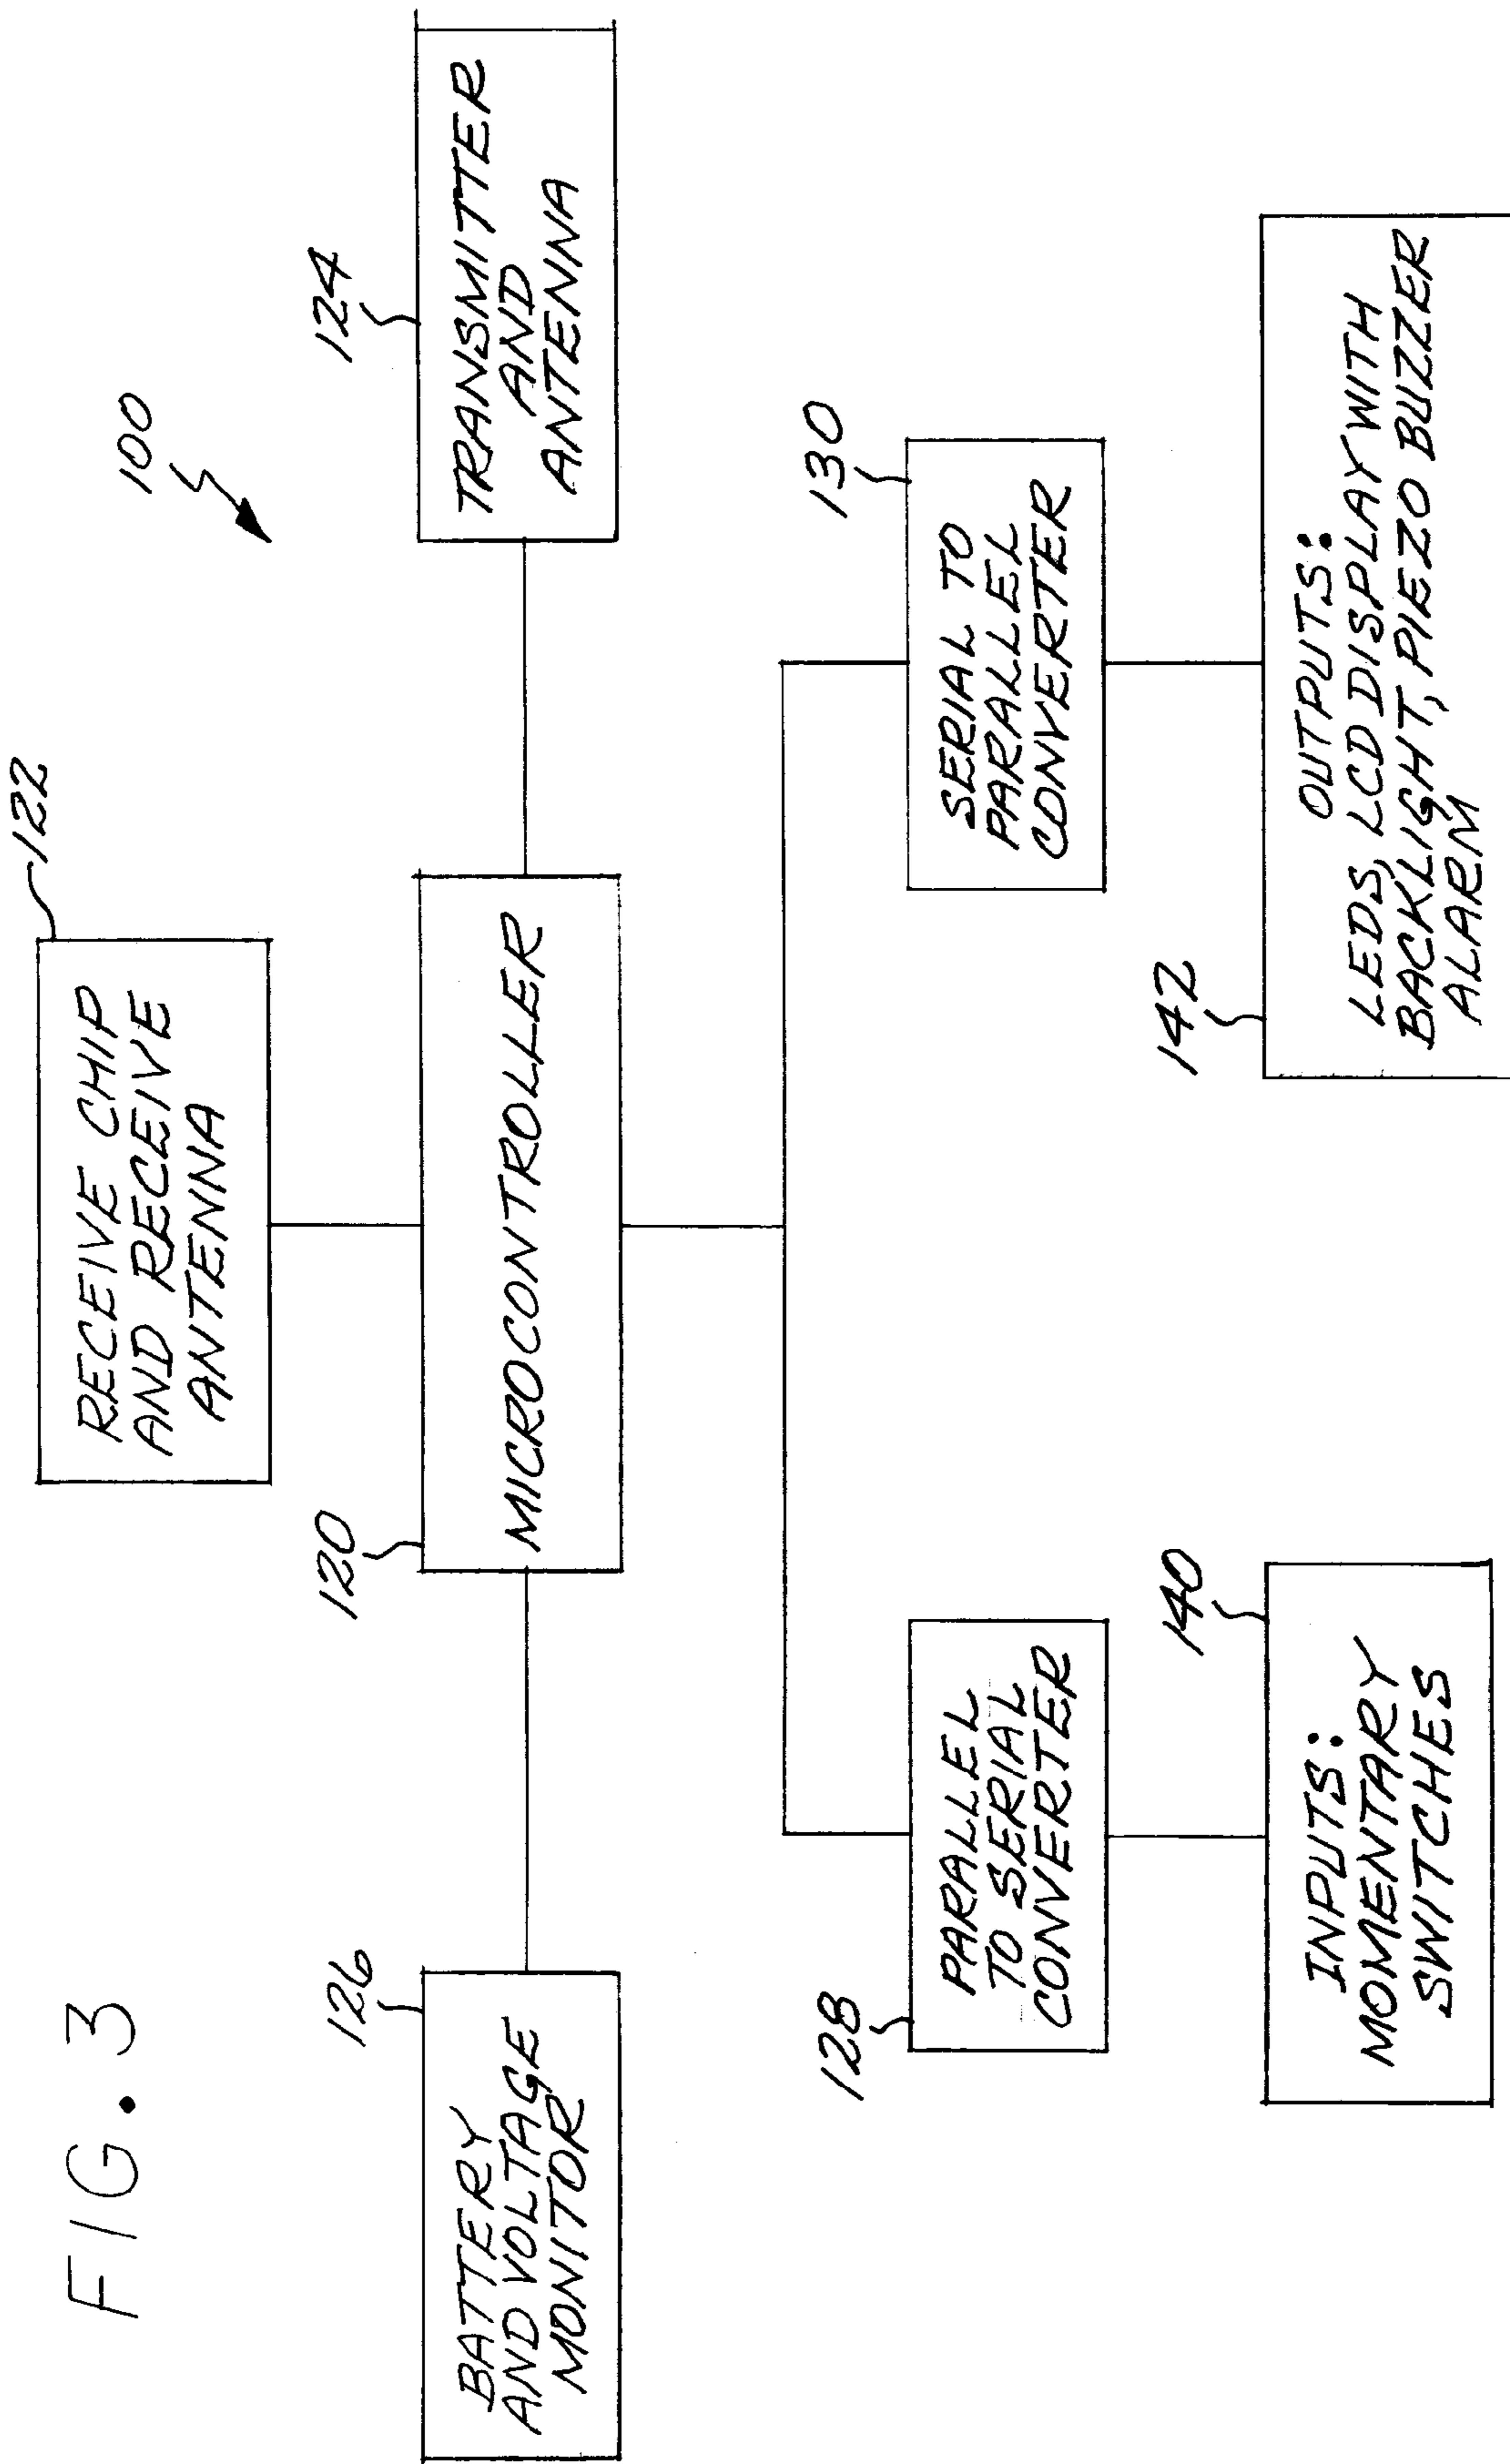 FIG. 3
100
122
RECEIVE CHIP
AND RECEIVE
ANTENNA
126
BATTERY
AND VOLTAGE
MONITOR
120
MICROCONTROLLER
124
TRANSMITTER
AND
ANTENNA
128
PARALLEL
TO SERIAL
CONVERTER
130
SERIAL TO
PARALLEL
CONVERTER
140
INPUTS:
MOMENTARY
SWITCHES
142
OUTPUTS:
LEDS, LCD DISPLAY WITH
BACKLIGHT, PIEZO BUZZER
ALARM